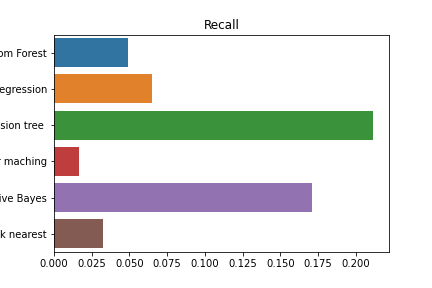 Recall
om Forest
egression
sion tree
r maching
ive Bayes
k nearest
0.000 0.025 0.050 0.075 0.100 0.125 0.150 0.175 0.200